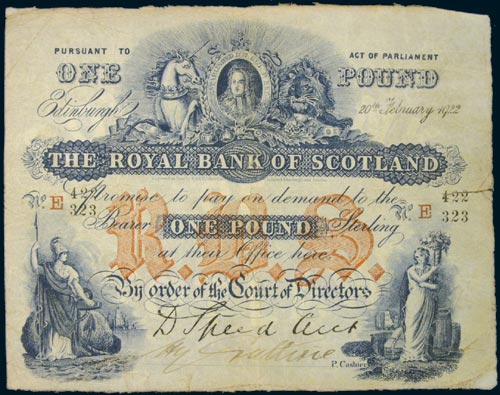 PURSUANT TO ACT OF PARLIAMENT
ONE POUND
Edinburgh 20th February 1922
THE ROYAL BANK OF SCOTLAND
No E 422/323 Promise to pay on demand to the No E 422/323
Bearer ONE POUND Sterling
R.B.S.
at their Office here.
By order of the Court of Directors
D Speed Acct
P. Cashier